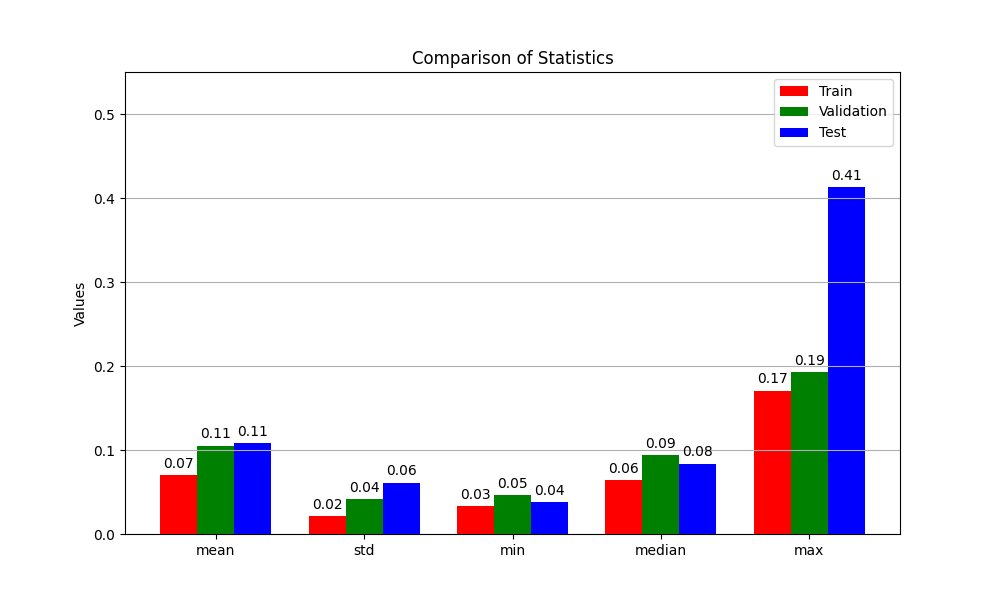 Comparison of Statistics
Train
Validation
Test
Values
0.5
0.4
0.3
0.2
0.1
0.0
0.07 0.11 0.11
0.02 0.04 0.06
0.03 0.05 0.04
0.06 0.09 0.08
0.17 0.19 0.41
mean std min median max